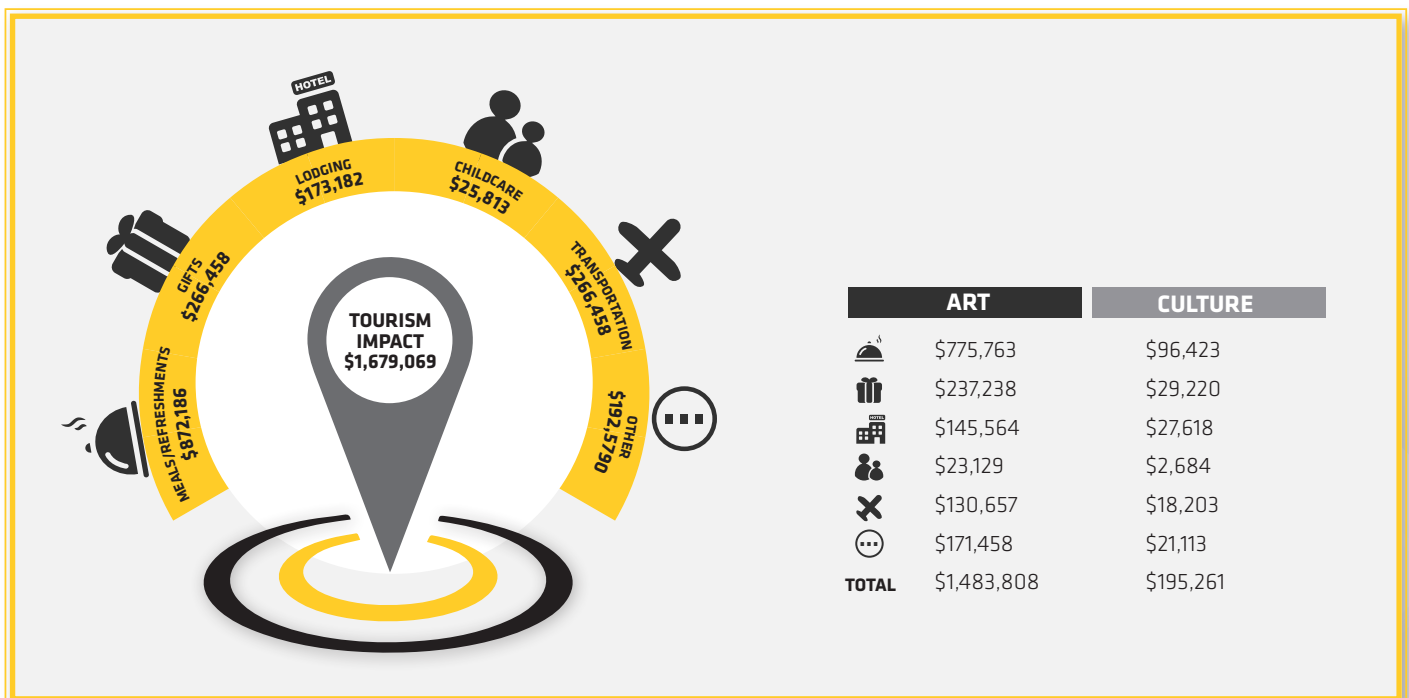 HOTEL
LODGING
$173,182
CHILDCARE
$25,813
GIFTS
$266,458
TRANSPORTATION
$266,458
MEALS/REFRESHMENTS
$872,186
OTHER
$192,5790
TOURISM
IMPACT
$1,679,069
ART CULTURE
$775,763 $96,423
$237,238 $29,220
HOTEL
$145,564 $27,618
$23,129 $2,684
$130,657 $18,203
$171,458 $21,113
TOTAL $1,483,808 $195,261